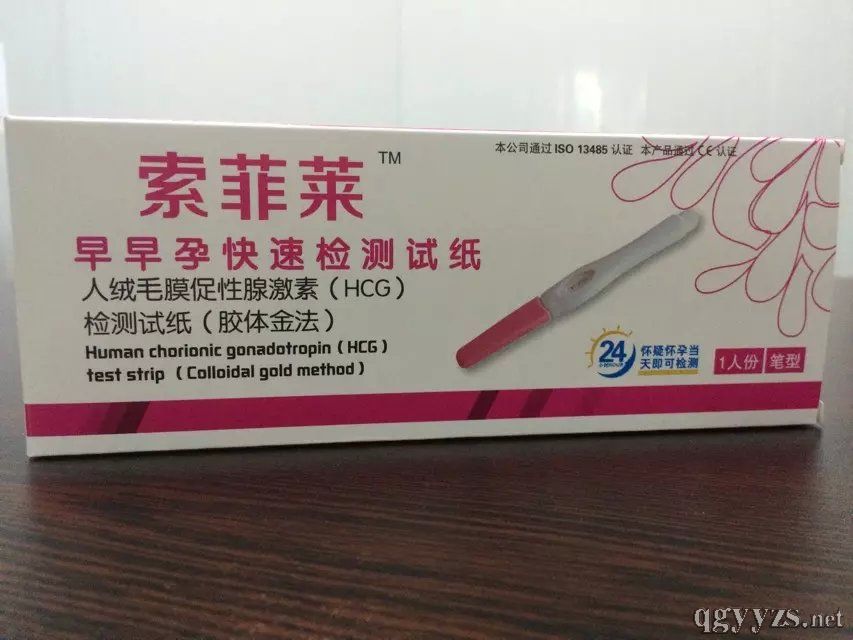 本公司通过 ISO 13485 认证 本产品通过 CE 认证
索菲莱™
早早孕快速检测试纸
人绒毛膜促性腺激素（HCG）
检测试纸（胶体金法）
Human chorionic gonadotropin（HCG）
test strip（Colloidal gold method）
24
怀疑怀孕当
天即可检测
1人份 笔型
qgyyzs.net